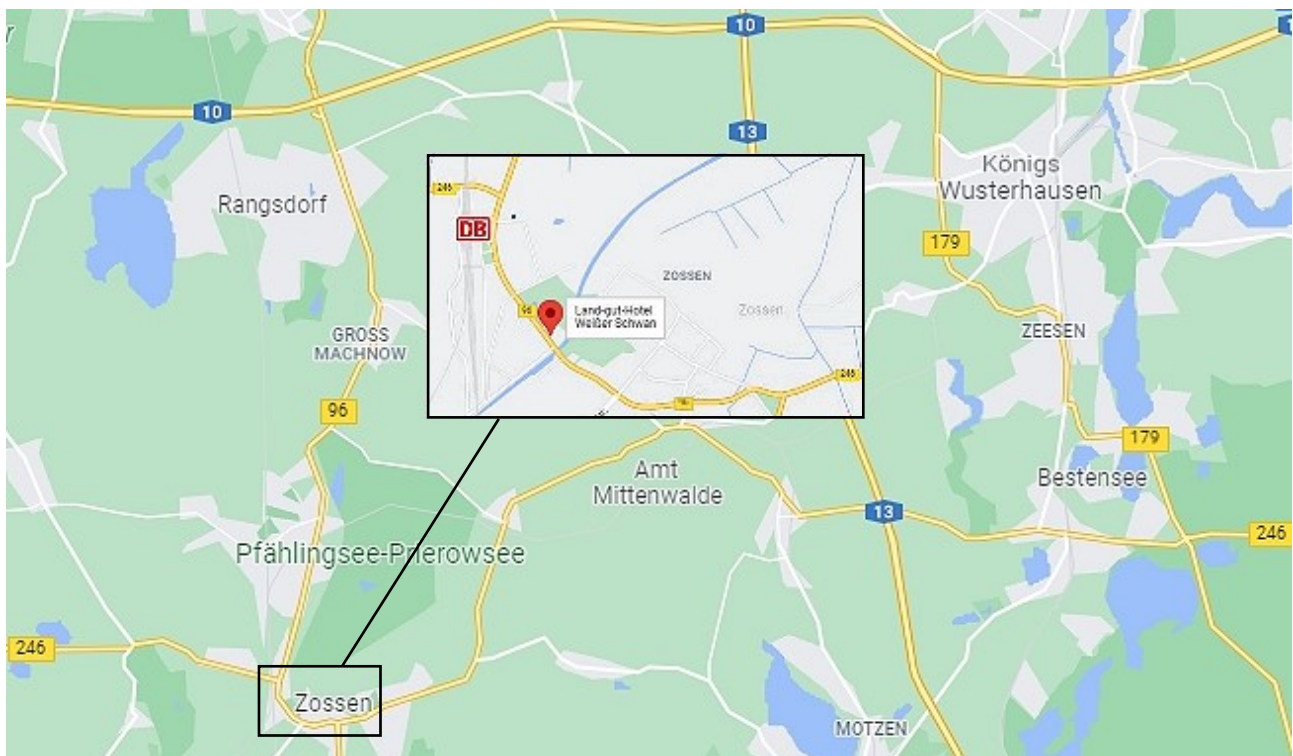 10
10
13
Königs
Wusterhausen
Rangsdorf
246
DB
179
ZOSSEN
Zossen
96
Land-gut-Hotel
Weißer Schwan
GROSS
MACHNOW
ZEESEN
246
96
179
Amt
Mittenwalde
Bestensee
13
246
Pfählingsee-Prierowsee
246
Zossen
MOTZEN